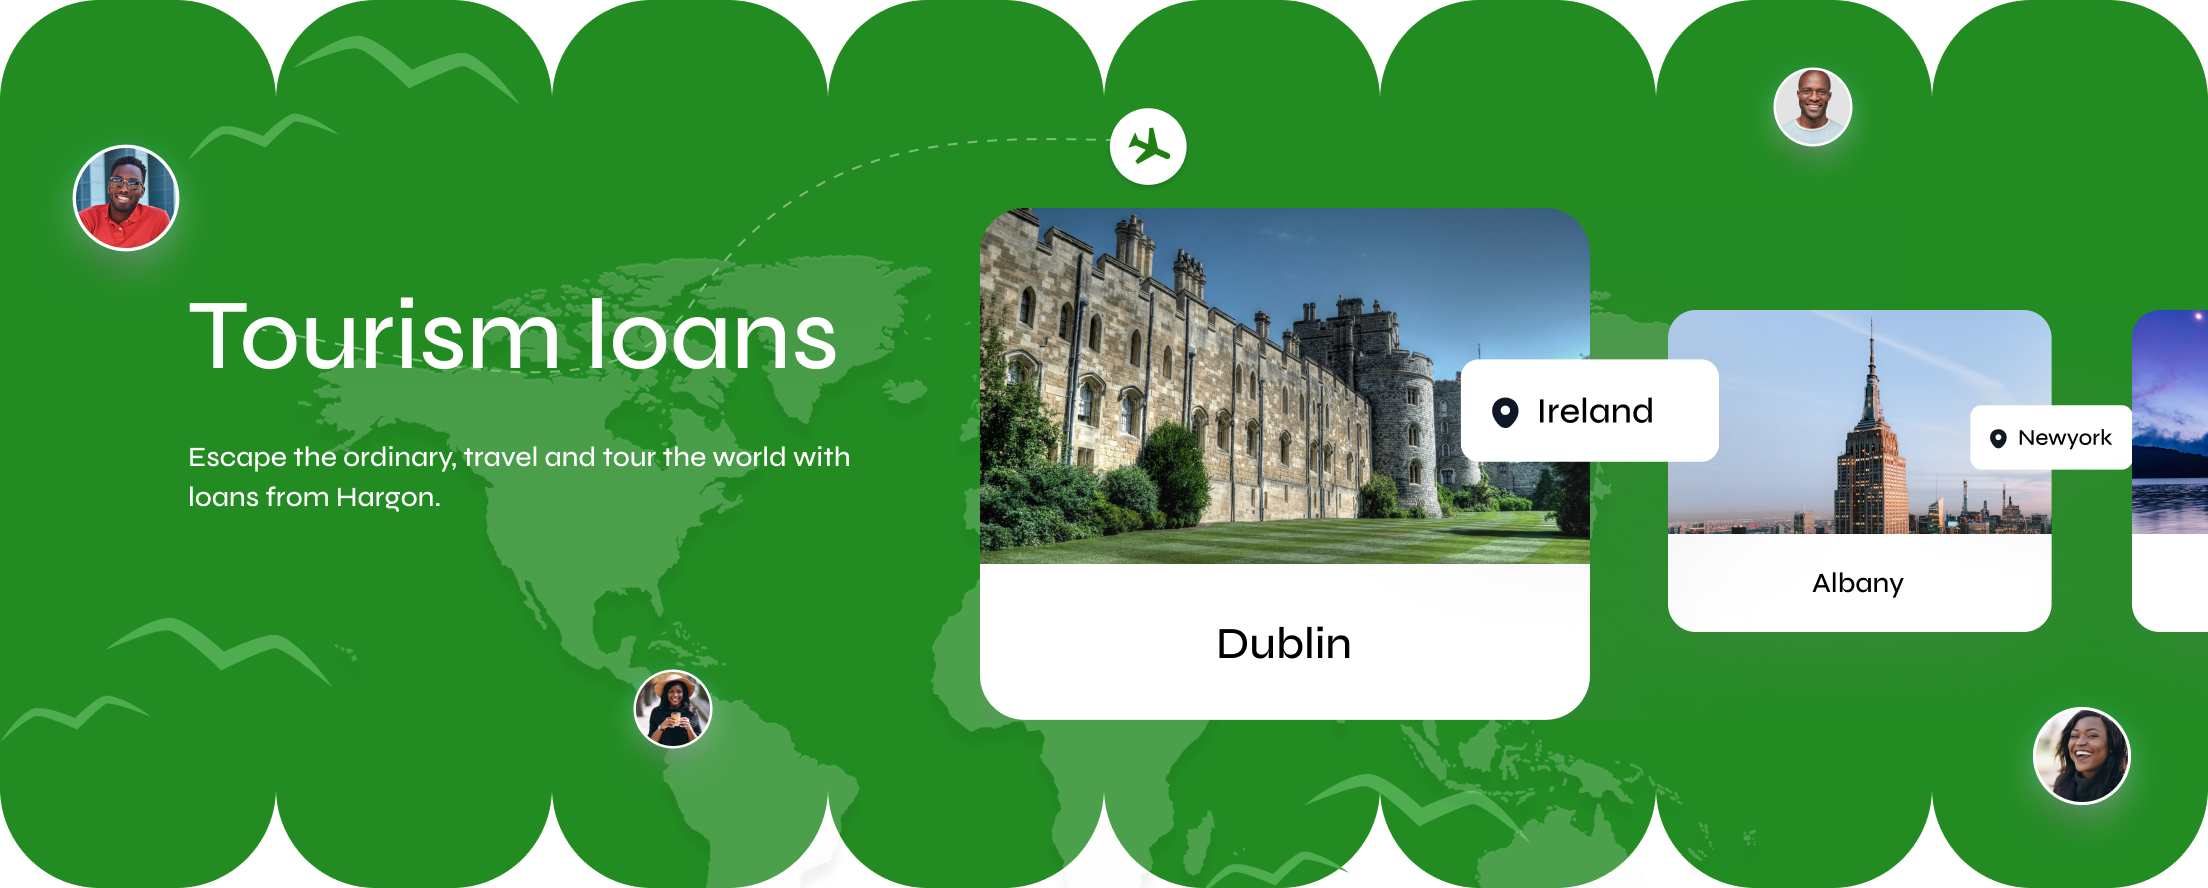 Tourism loans
Escape the ordinary, travel and tour the world with
loans from Hargon.
Ireland
Dublin
Newyork
Albany